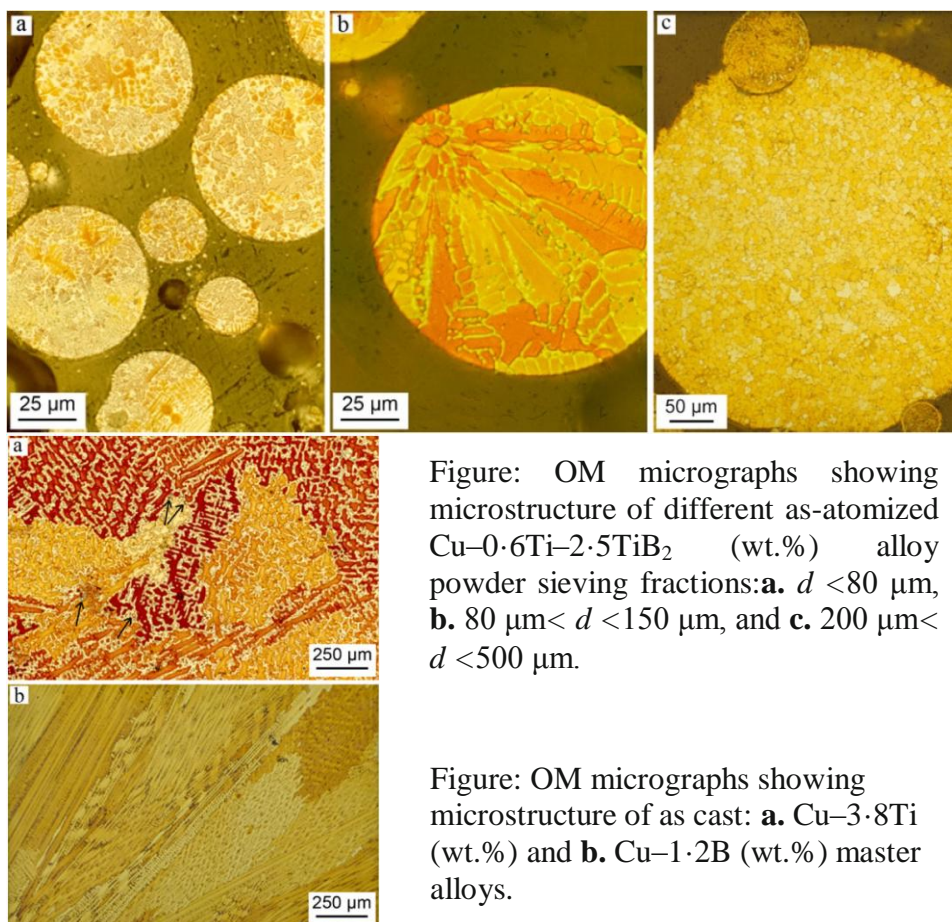 a
b
c
25 µm
25 µm
50 µm
a
250 µm
b
250 µm
Figure: OM micrographs showing
microstructure of different as-atomized
Cu–0·6Ti–2·5TiB₂ (wt.%) alloy
powder sieving fractions:a. d <80 µm,
b. 80 µm< d <150 µm, and c. 200 µm<
d <500 µm.
Figure: OM micrographs showing
microstructure of as cast: a. Cu–3·8Ti
(wt.%) and b. Cu–1·2B (wt.%) master
alloys.